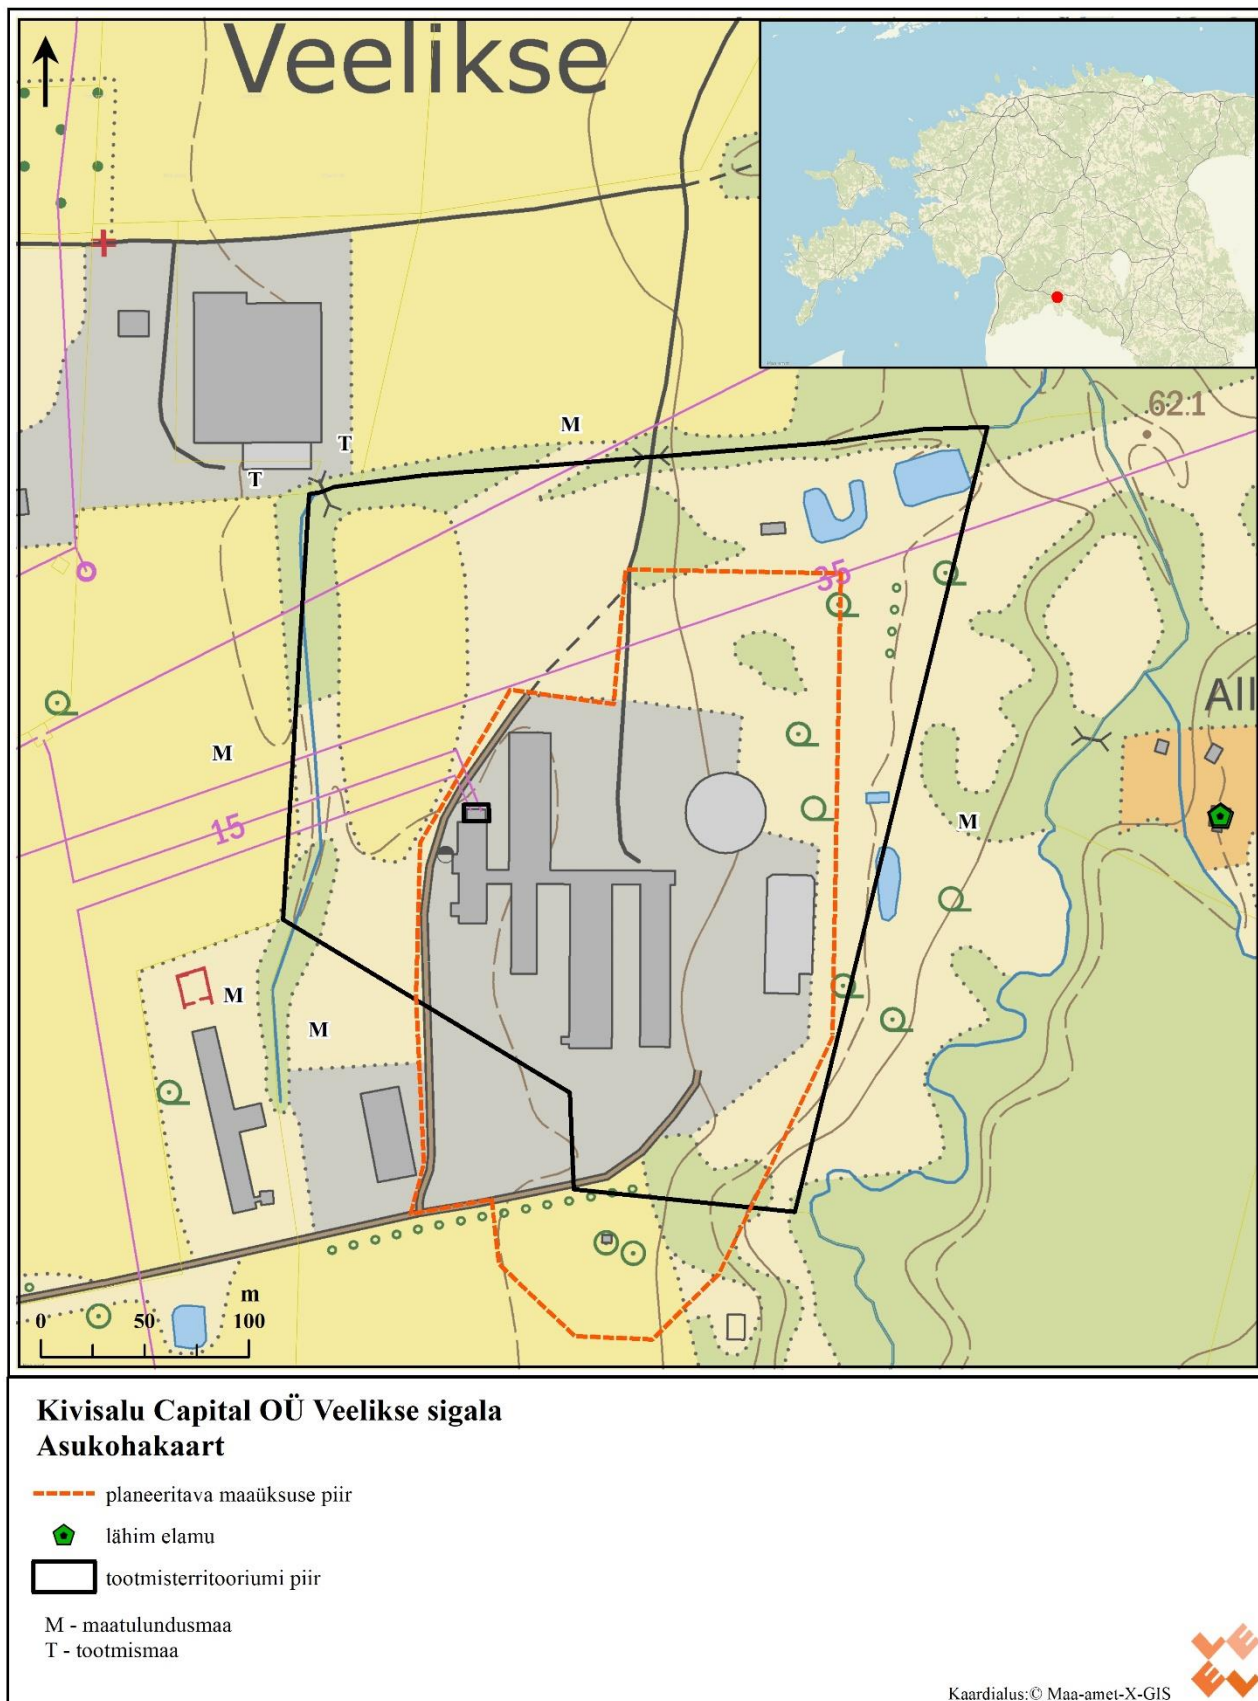 Veelikse
62.1
M
T
T
35
All
M
15
M
M
M
m
0 50 100
Kivisalu Capital OÜ Veelikse sigala
Asukohakaart
planeeritava maaüksuse piir
lähim elamu
tootmisterritooriumi piir
M - maatulundusmaa
T - tootmismaa
Kaardialus:© Maa-amet-X-GIS